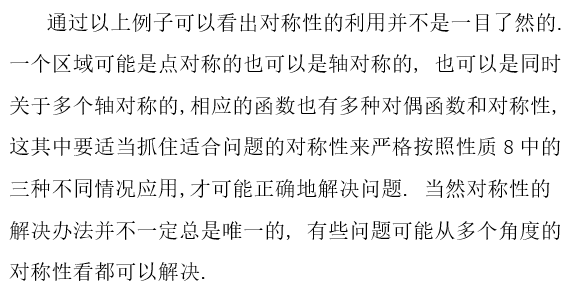 通过以上例子可以看出对称性的利用并不是一目了然的.
一个区域可能是点对称的也可以是轴对称的, 也可以是同时
关于多个轴对称的,相应的函数也有多种对偶函数和对称性,
这其中要适当抓住适合问题的对称性来严格按照性质 8 中的
三种不同情况应用,才可能正确地解决问题. 当然对称性的
解决办法并不一定总是唯一的, 有些问题可能从多个角度的
对称性看都可以解决.